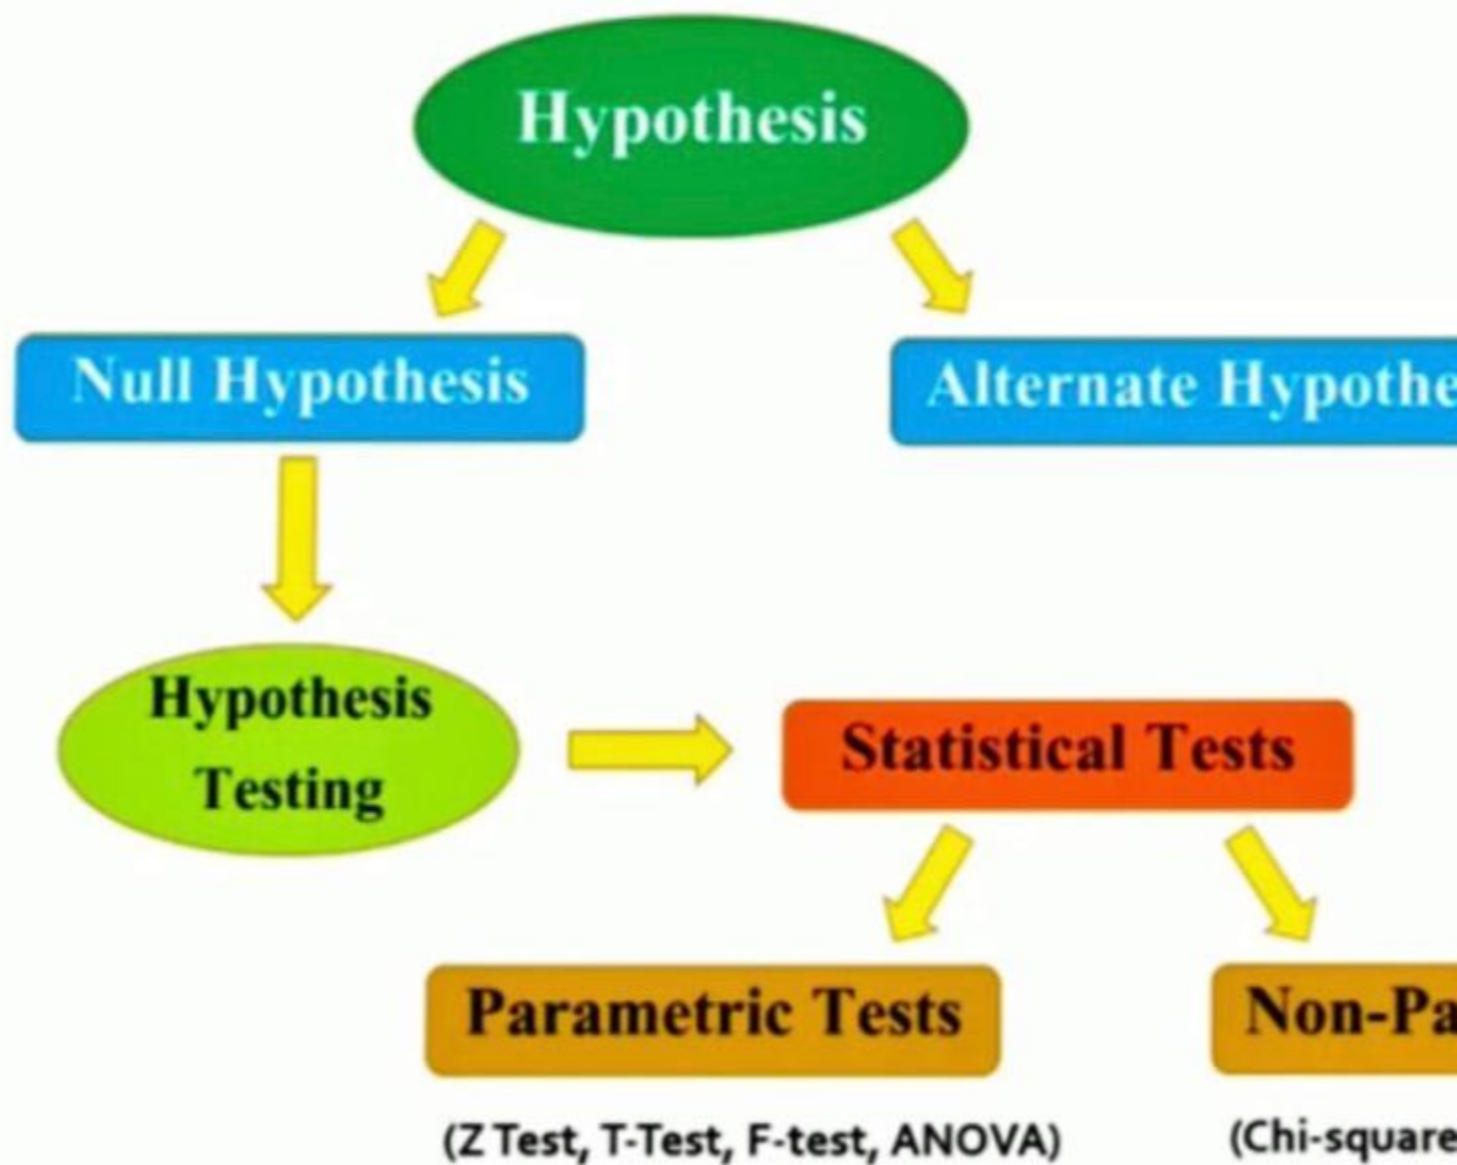 Hypothesis
Null Hypothesis
Alternate Hypothe
Hypothesis
Testing
Statistical Tests
Parametric Tests
Non-Pa
(Z Test, T-Test, F-test, ANOVA)
(Chi-square